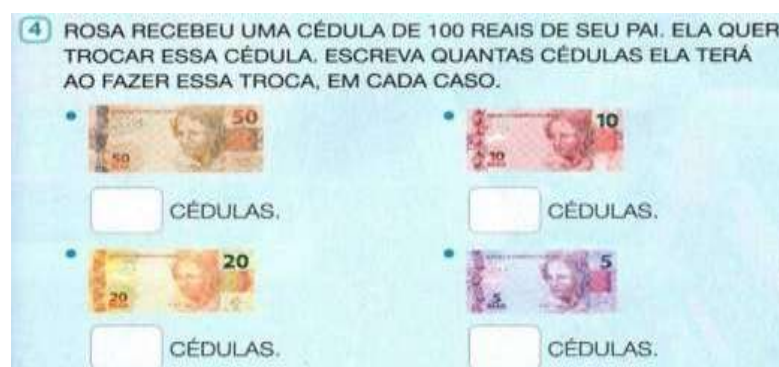 4 ROSA RECEBEU UMA CÉDULA DE 100 REAIS DE SEU PAI. ELA QUER
TROCAR ESSA CÉDULA. ESCREVA QUANTAS CÉDULAS ELA TERÁ
AO FAZER ESSA TROCA, EM CADA CASO.
50
50
10
10
CÉDULAS.
CÉDULAS.
20
20
5
5
CÉDULAS.
CÉDULAS.